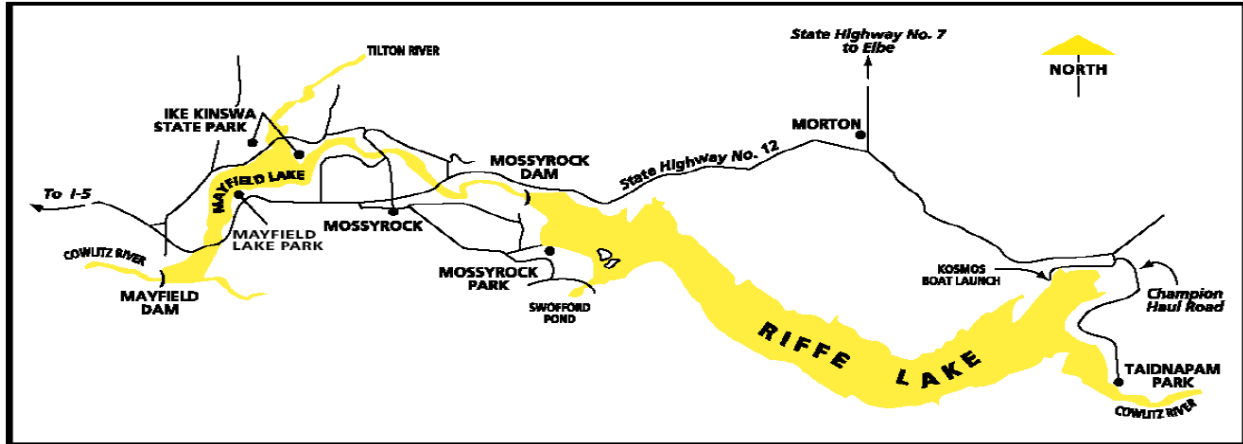 TILTON RIVER
State Highway No. 7
to Elbe
NORTH
IKE KINSWA
STATE PARK
MORTON
MOSSYROCK
DAM
State Highway No. 12
To I-5
MAYFIELD LAKE
MAYFIELD
LAKE PARK
MOSSYROCK
COWLITZ RIVER
MAYFIELD
DAM
MOSSYROCK
PARK
SWOFFORD
POND
KOSMOS
BOAT LAUNCH
Champion
Haul Road
RIFFE LAKE
TAIDNAPAM
PARK
COWLITZ RIVER